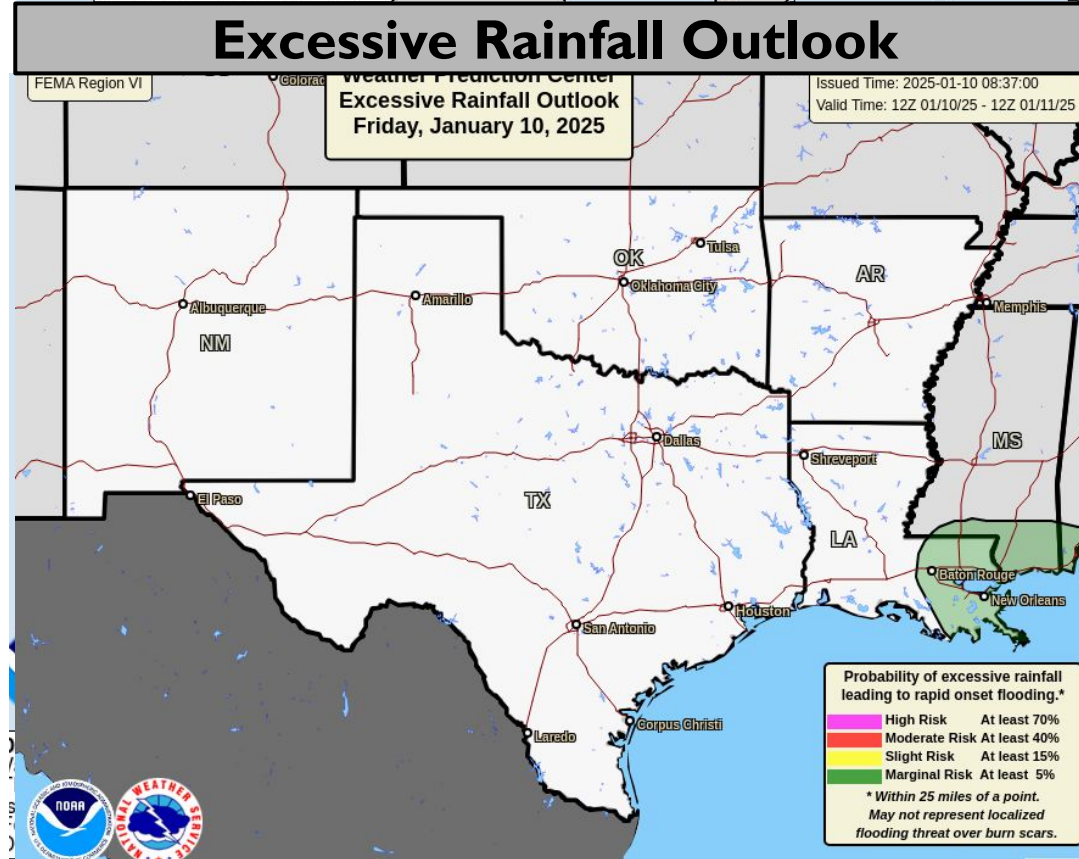 Excessive Rainfall Outlook
FEMA Region VI
Weather Prediction Center
Excessive Rainfall Outlook
Friday, January 10, 2025
Issued Time: 2025-01-10 08:37:00
Valid Time: 12Z 01/10/25 - 12Z 01/11/25
Colorad
Tulsa
OK
Oklahoma City
AR
Amarillo
Albuquerque
Memphis
NM
Dallas
MS
Shreveport
El Paso
TX
LA
Baton Rouge
New Orleans
Houston
San Antonio
Corpus Christi
Laredo
Probability of excessive rainfall
leading to rapid onset flooding.*
High Risk At least 70%
Moderate Risk At least 40%
Slight Risk At least 15%
Marginal Risk At least 5%
* Within 25 miles of a point.
May not represent localized
flooding threat over burn scars.
NOAA
NATIONAL WEATHER SERVICE